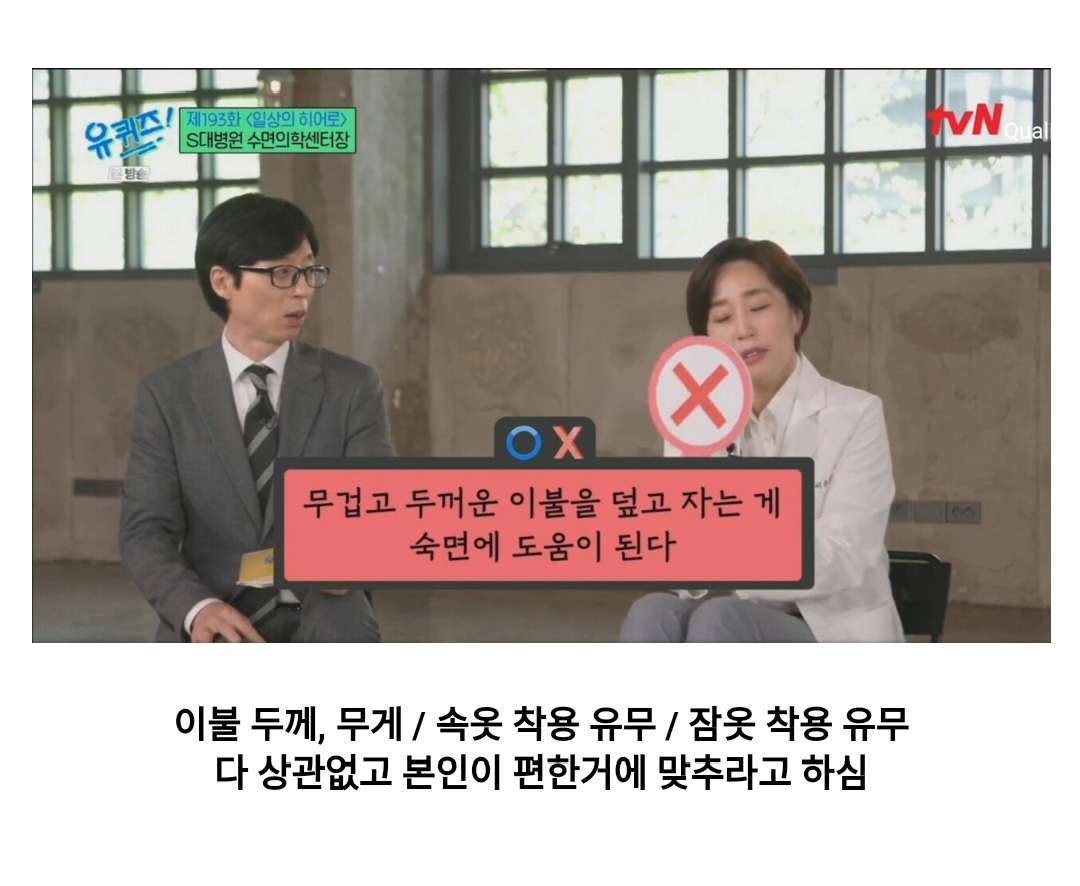 유퀴즈!
본방송
제193화 <일상의 히어로>
S대병원 수면의학센터장
tvN
Quali
O X
X
무겁고 두꺼운 이불을 덮고 자는 게
숙면에 도움이 된다
이불 두께, 무게 / 속옷 착용 유무 / 잠옷 착용 유무
다 상관없고 본인이 편한거에 맞추라고 하심